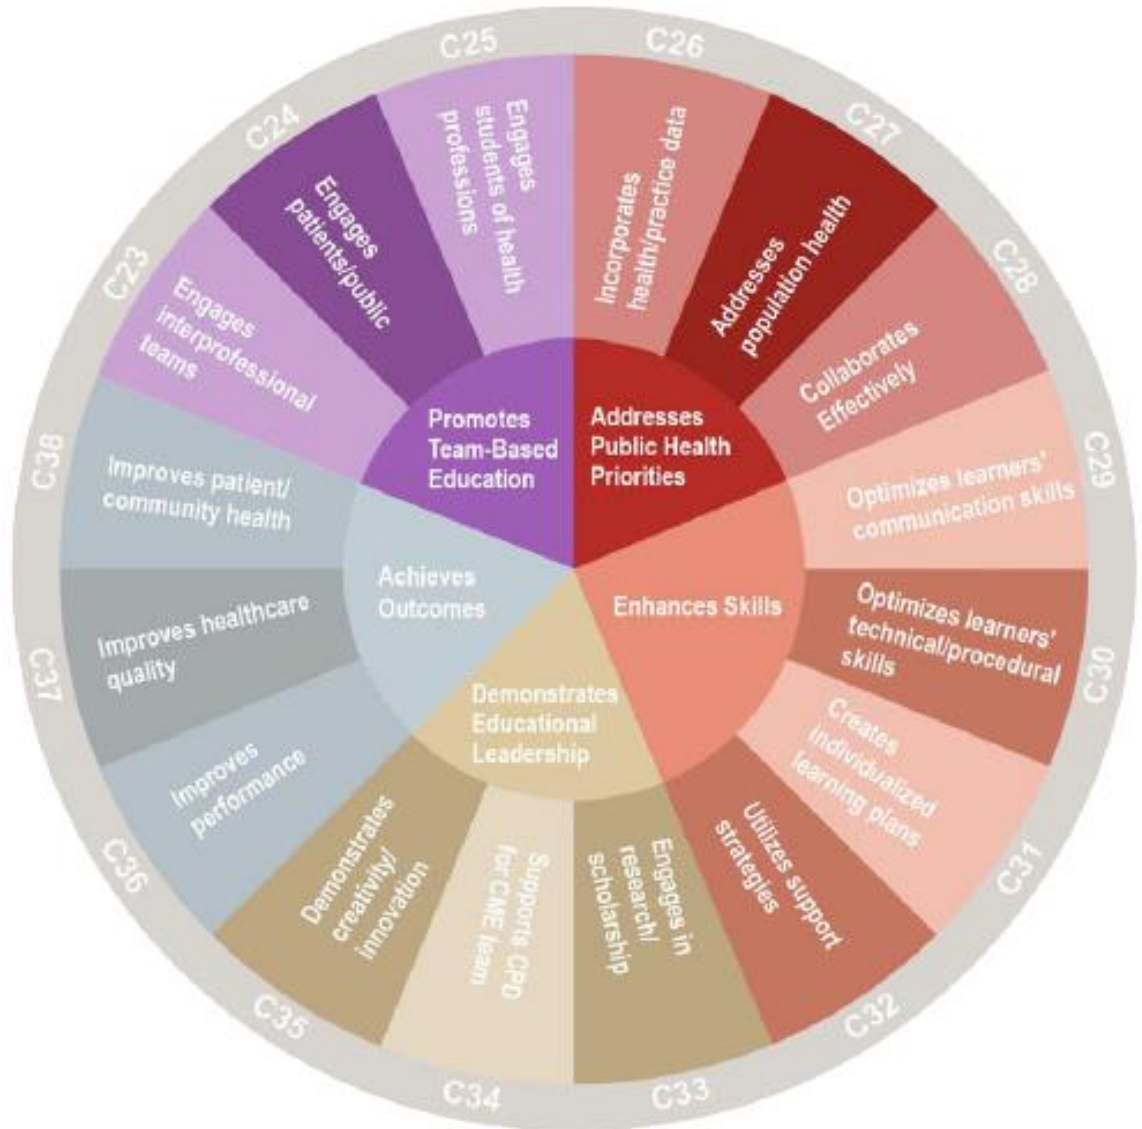 C23
Engages
interprofessional
teams
C24
Engages
patients/public
C25
Engages
students of health
professions
Promotes
Team-Based
Education
C26
Incorporates
health/practice data
C27
Addresses
population health
C28
Collaborates
Effectively
Addresses
Public Health
Priorities
C29
Optimizes learners'
communication skills
C30
Optimizes learners'
technical/procedural
skills
C31
Creates
individualized
learning plans
C32
Utilizes support
strategies
Enhances Skills
C33
Engages in
research/
scholarship
C34
Supports CPD
for CME team
C35
Demonstrates
creativity/
innovation
Demonstrates
Educational
Leadership
C36
Improves
performance
C37
Improves healthcare
quality
C38
Improves patient/
community health
Achieves
Outcomes